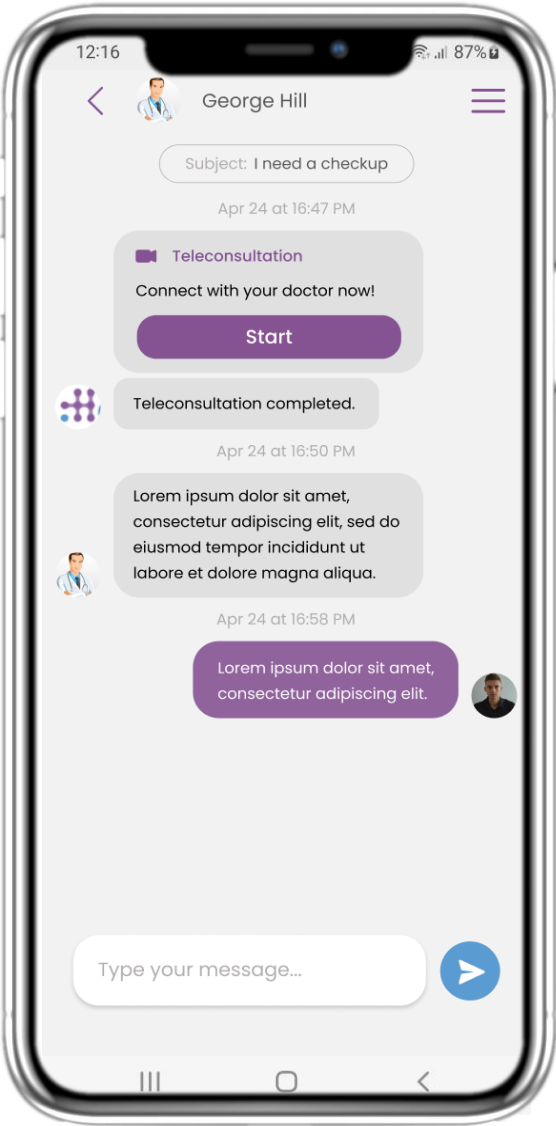 12:16
87%
George Hill
Subject: I need a checkup
Apr 24 at 16:47 PM
Teleconsultation
Connect with your doctor now!
Start
Teleconsultation completed.
Apr 24 at 16:50 PM
Lorem ipsum dolor sit amet,
consectetur adipiscing elit, sed do
eiusmod tempor incididunt ut
labore et dolore magna aliqua.
Apr 24 at 16:58 PM
Lorem ipsum dolor sit amet,
consectetur adipiscing elit.
Type your message...